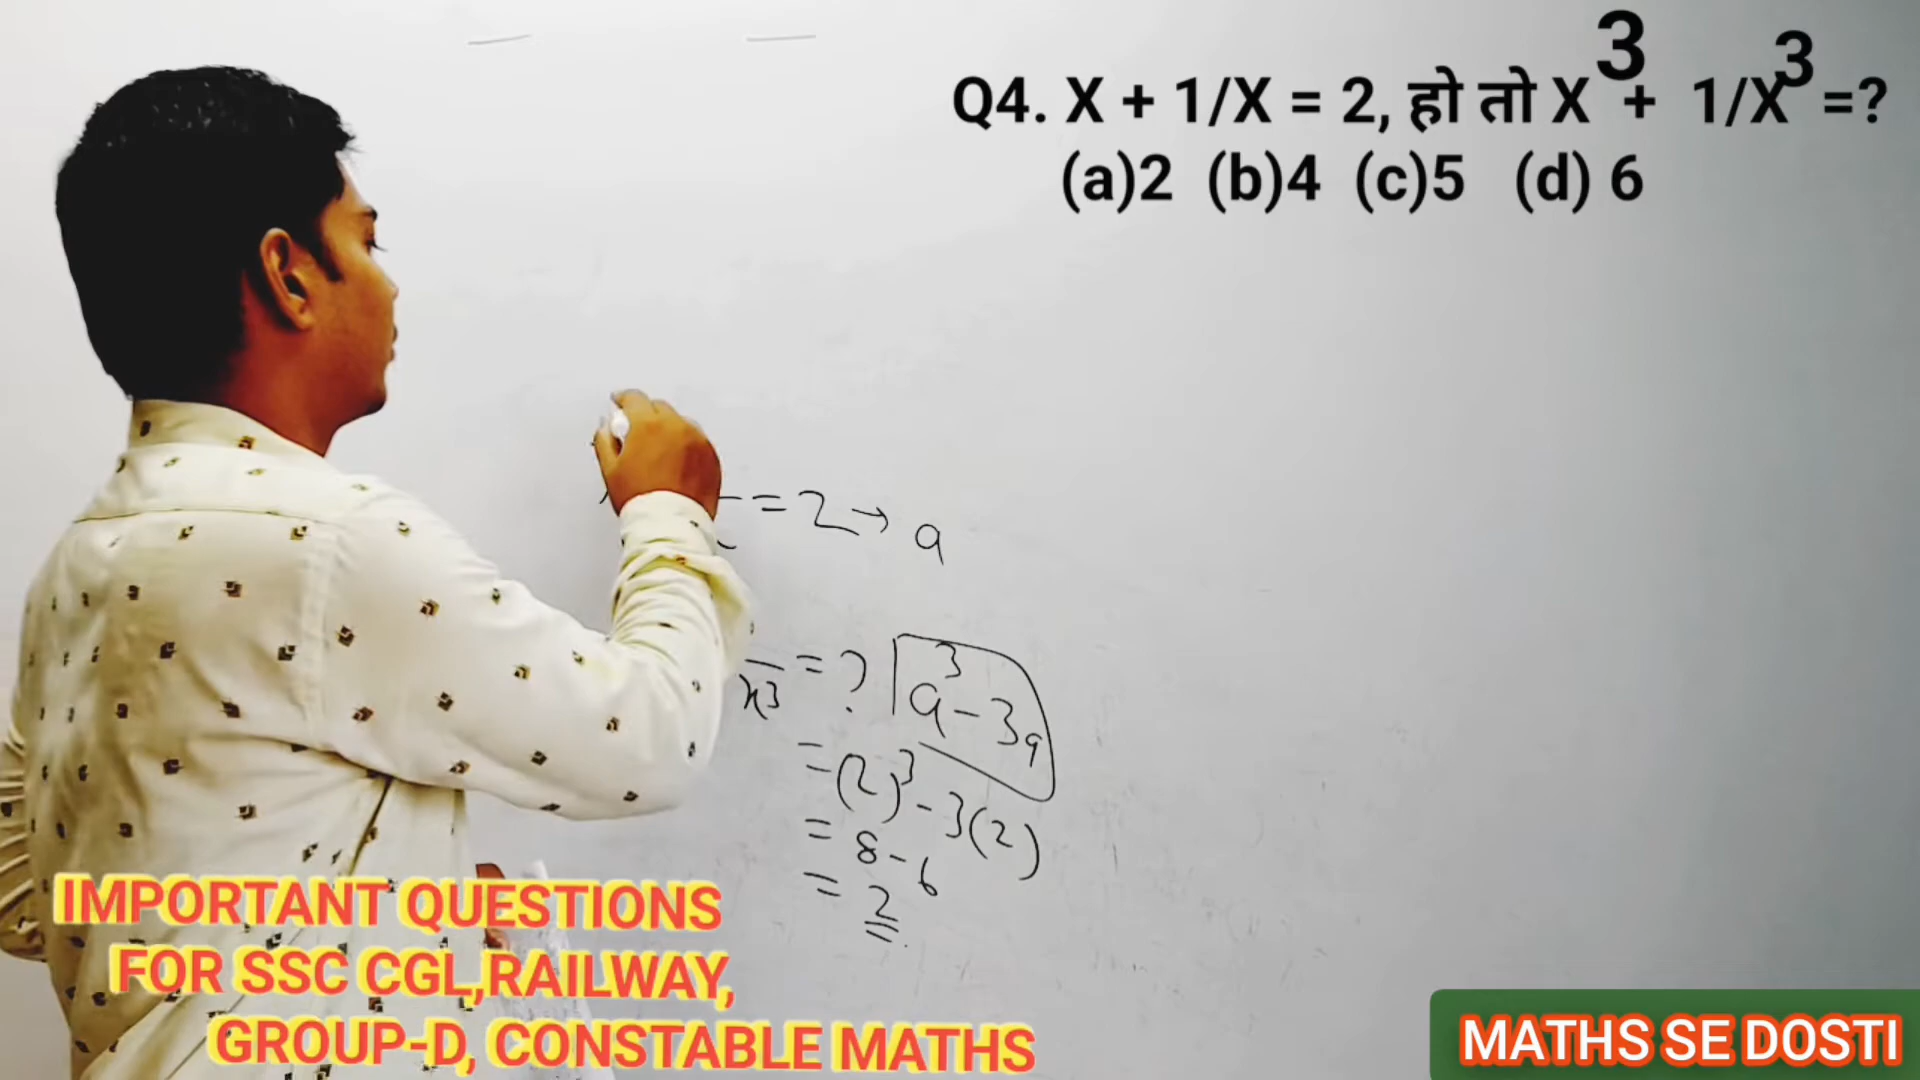 Q4. X + 1/X = 2, हो तो X³ + 1/X³ =?
(a)2 (b)4 (c)5 (d) 6
= 2 → a
x3 = ? a³ - 3a
= (2)³ - 3(2)
= 8 - 6
= 2
IMPORTANT QUESTIONS
FOR SSC CGL,RAILWAY,
GROUP-D, CONSTABLE MATHS
MATHS SE DOSTI